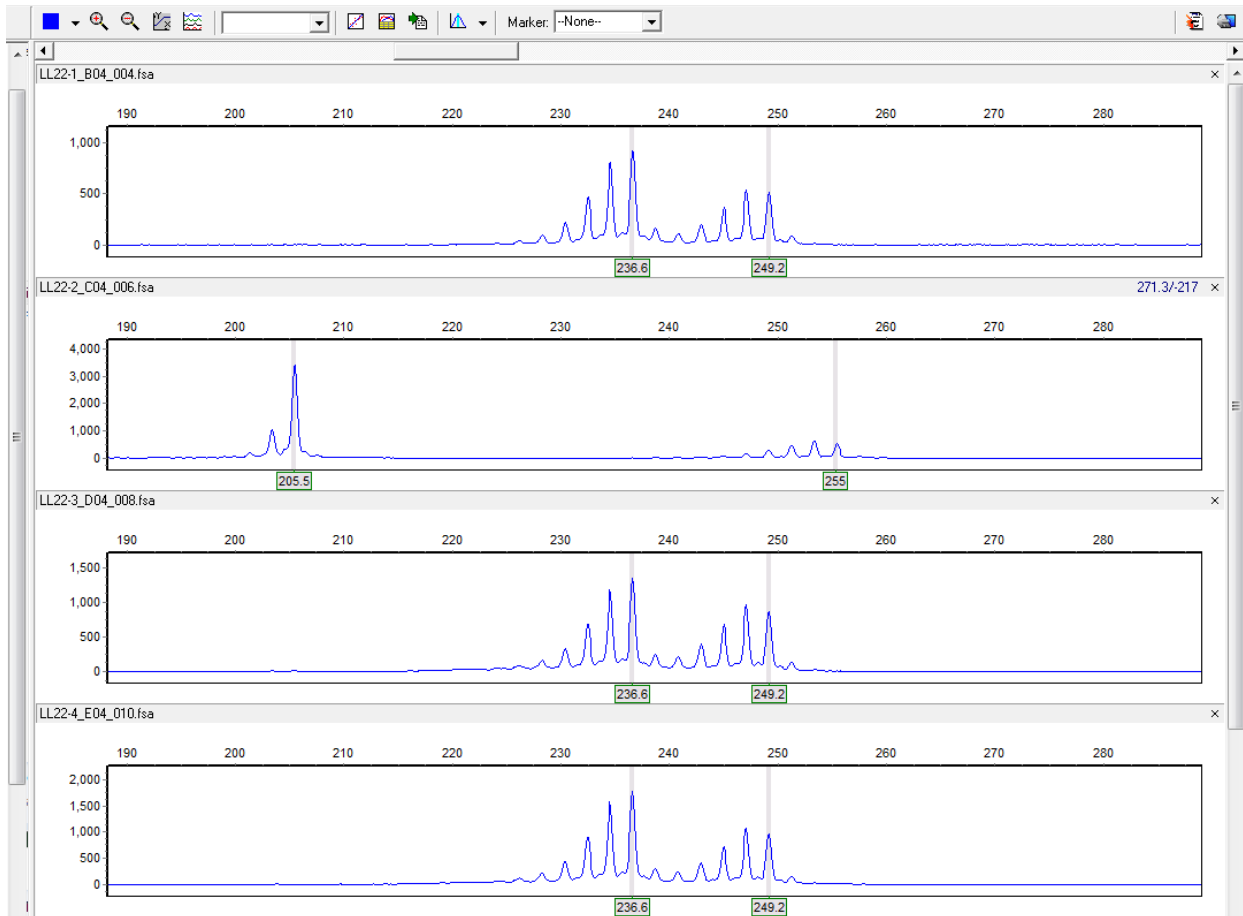 Marker: --None--
LL22-1_B04_004.fsa
190 200 210 220 230 240 250 260 270 280
1,000
500
0
236.6 249.2
LL22-2_C04_006.fsa 271.3/-217
190 200 210 220 230 240 250 260 270 280
4,000
3,000
2,000
1,000
0
205.5 255
LL22-3_D04_008.fsa
190 200 210 220 230 240 250 260 270 280
1,500
1,000
500
0
236.6 249.2
LL22-4_E04_010.fsa
190 200 210 220 230 240 250 260 270 280
2,000
1,500
1,000
500
0
236.6 249.2